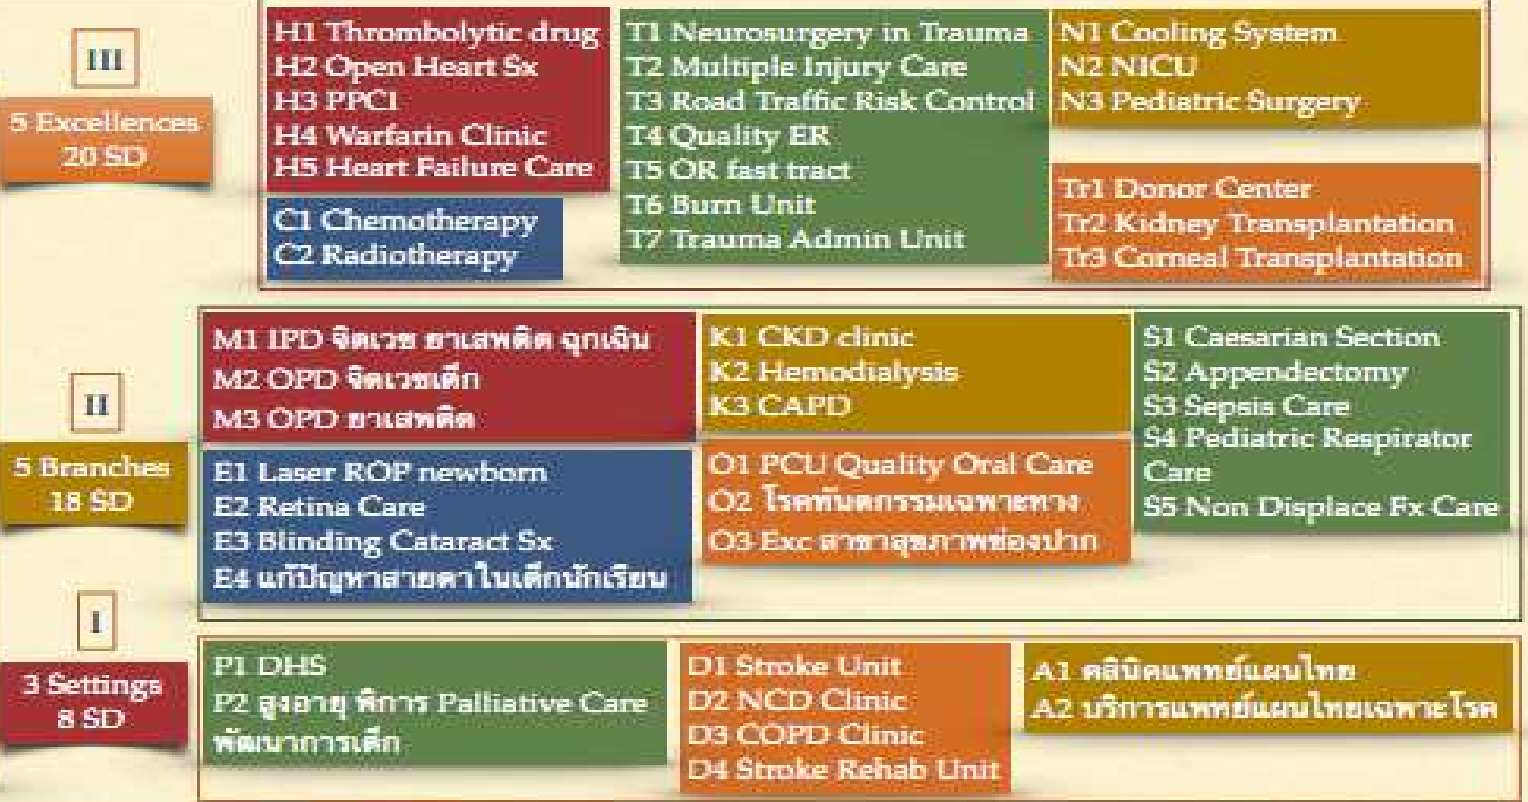 III
5 Excellences
20 SD
H1 Thrombolytic drug
H2 Open Heart Sx
H3 PPCI
H4 Warfarin Clinic
H5 Heart Failure Care
C1 Chemotherapy
C2 Radiotherapy
T1 Neurosurgery in Trauma
T2 Multiple Injury Care
T3 Road Traffic Risk Control
T4 Quality ER
T5 OR fast tract
T6 Burn Unit
T7 Trauma Admin Unit
N1 Cooling System
N2 NICU
N3 Pediatric Surgery
Tr1 Donor Center
Tr2 Kidney Transplantation
Tr3 Corneal Transplantation
II
5 Branches
18 SD
M1 IPD จิตเวช ยาเสพติด ฉุกเฉิน
M2 OPD จิตเวชเด็ก
M3 OPD ยาเสพติด
E1 Laser ROP newborn
E2 Retina Care
E3 Blinding Cataract Sx
E4 แก้ปัญหาสายตาในเด็กนักเรียน
K1 CKD clinic
K2 Hemodialysis
K3 CAPD
O1 PCU Quality Oral Care
O2 โรคทันตกรรมเฉพาะทาง
O3 Exc สาขาสุขภาพช่องปาก
S1 Caesarian Section
S2 Appendectomy
S3 Sepsis Care
S4 Pediatric Respirator
Care
S5 Non Displace Fx Care
I
3 Settings
8 SD
P1 DHS
P2 สูงอายุ พิการ Palliative Care
พัฒนาการเด็ก
D1 Stroke Unit
D2 NCD Clinic
D3 COPD Clinic
D4 Stroke Rehab Unit
A1 คลินิคแพทย์แผนไทย
A2 บริการแพทย์แผนไทยเฉพาะโรค